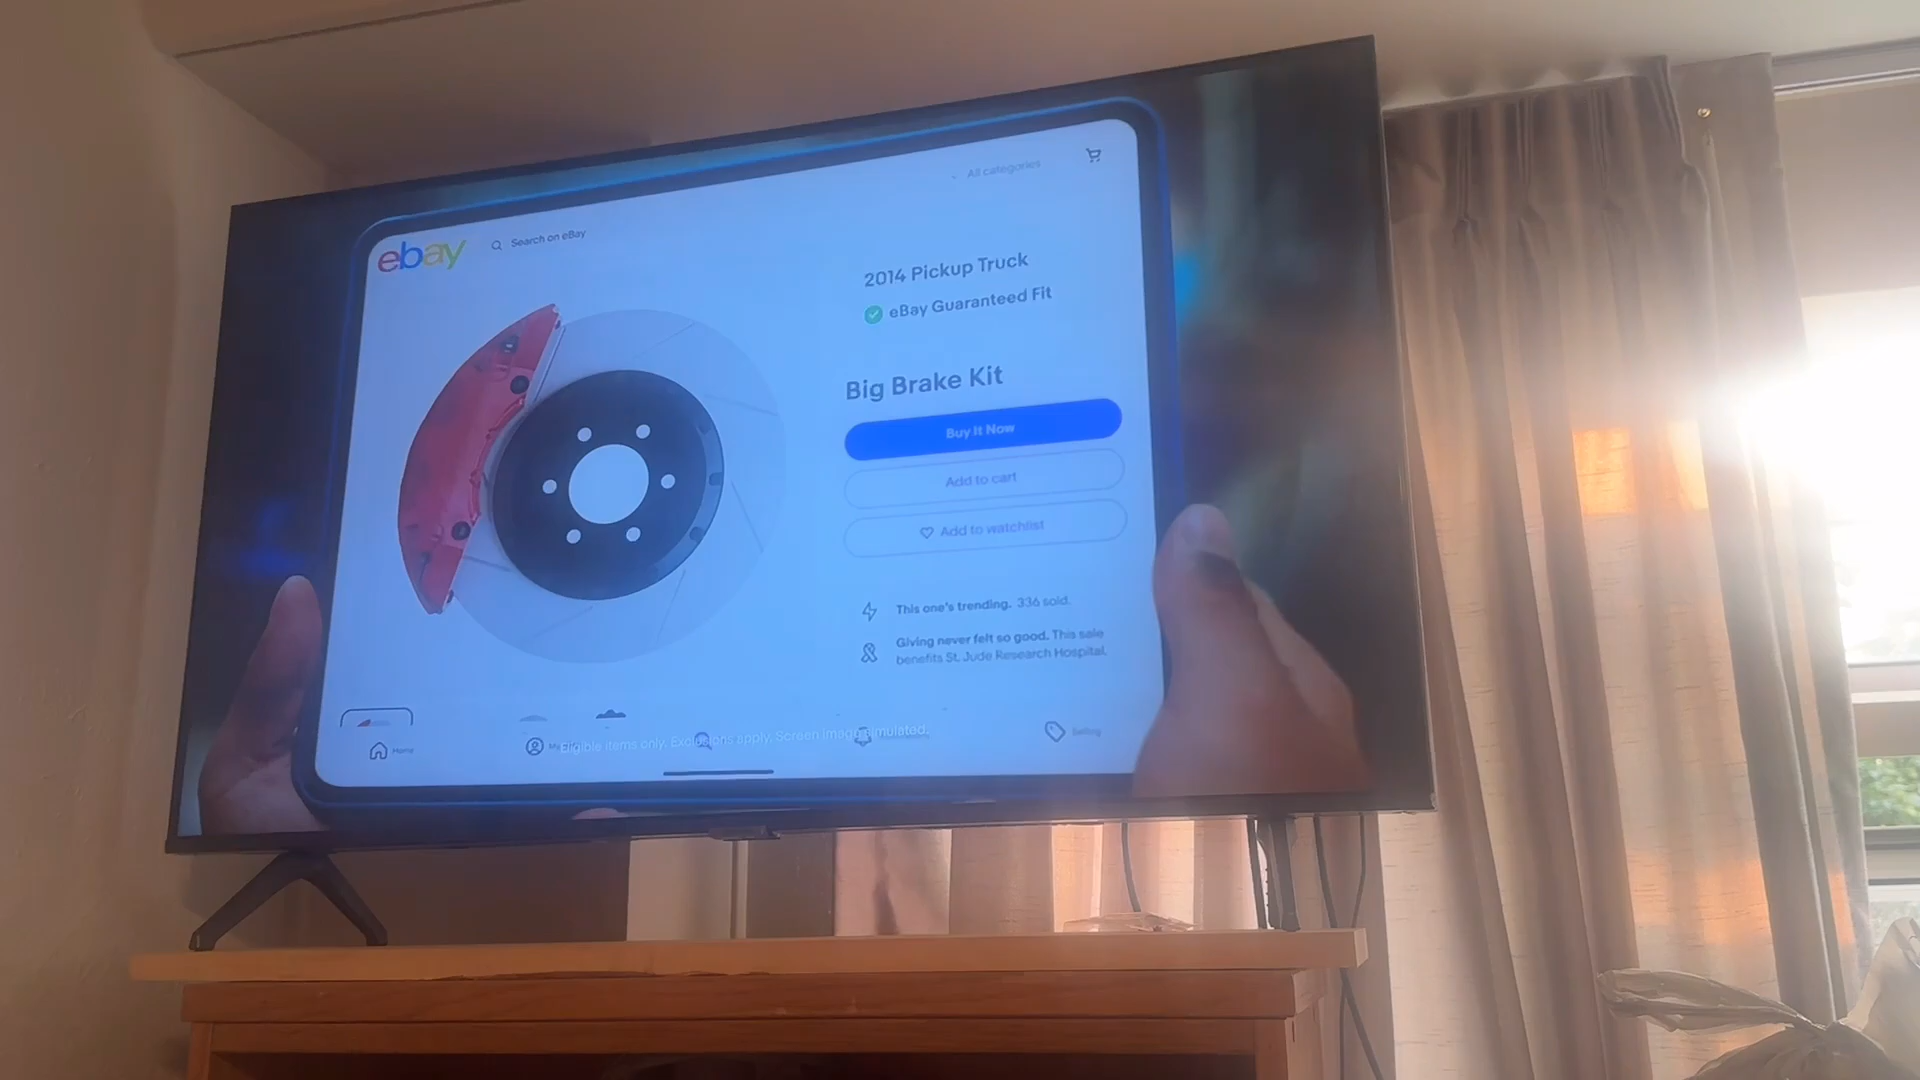 All categories
ebay
Search on eBay
2014 Pickup Truck
eBay Guaranteed Fit
Big Brake Kit
Buy It Now
Add to cart
Add to watchlist
This one's trending. 336 sold.
Giving never felt so good. This sale
benefits St. Jude Research Hospital.
Eligible items only. Exclusions apply. Screen image simulated.
Home
Selling